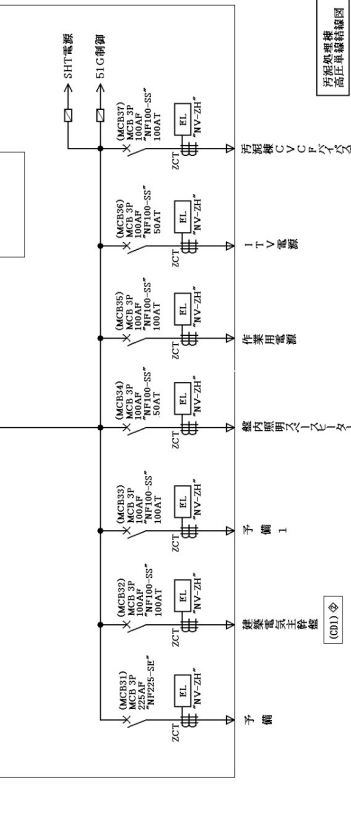 汚泥処理棟
高圧単線結線図
SHT電源
51G制御
(MCB37)
MCB 3P
100AF
"NF100-SS"
100AT
EL
"NV-ZH"
ZCT
汚泥棟CVCFバイパス
(MCB36)
MCB 3P
100AF
"NF100-SS"
50AT
EL
"NV-ZH"
ZCT
ITV電源
(MCB35)
MCB 3P
100AF
"NF100-SS"
100AT
EL
"NV-ZH"
ZCT
作業用電源
(MCB34)
MCB 3P
100AF
"NF100-SS"
50AT
EL
"NV-ZH"
ZCT
盤内照明スペースヒーター
(MCB33)
MCB 3P
100AF
"NF100-SS"
100AT
EL
"NV-ZH"
ZCT
予備1
(MCB32)
MCB 3P
100AF
"NF100-SS"
100AT
EL
"NV-ZH"
ZCT
建築電気主幹盤
(CD1)
(MCB31)
MCB 3P
225AF
"NF225-SE"
EL
"NV-ZH"
ZCT
予備